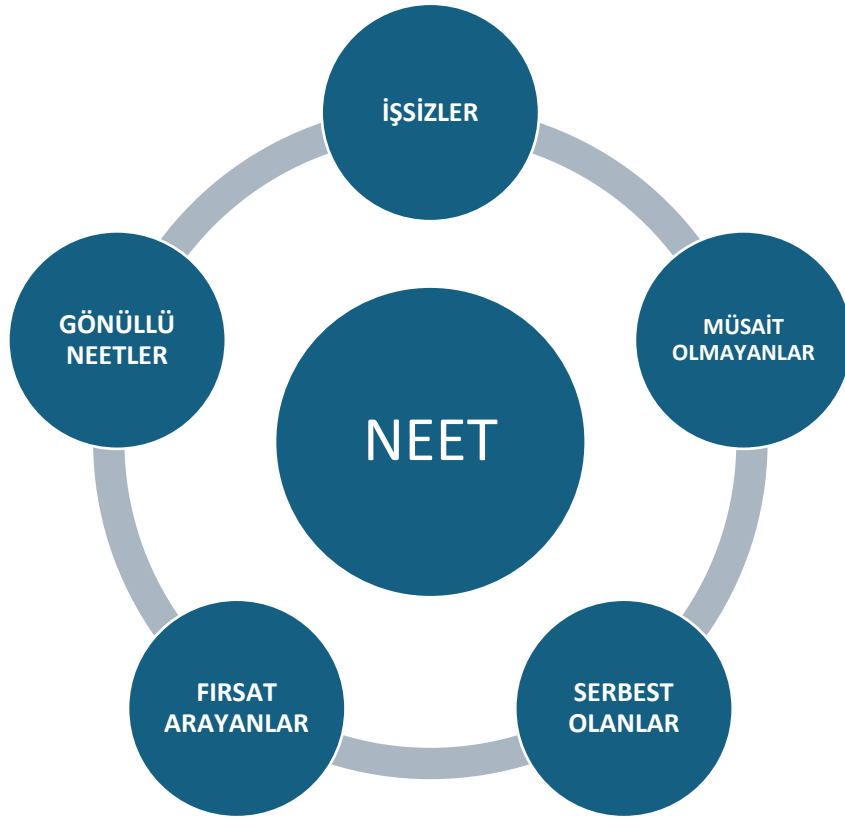 İŞSİZLER
GÖNÜLLÜ
NEETLER
MÜSAİT
OLMAYANLAR
NEET
FIRSAT
ARAYANLAR
SERBEST
OLANLAR